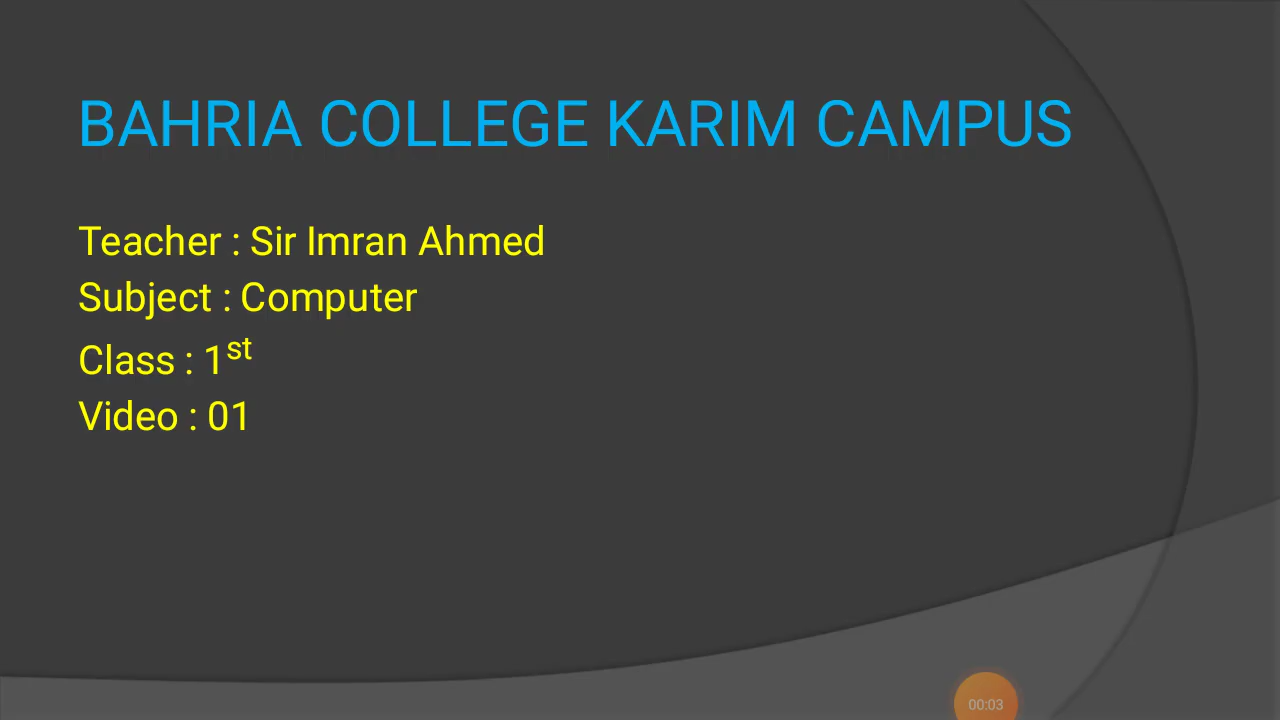 BAHRIA COLLEGE KARIM CAMPUS
Teacher : Sir Imran Ahmed
Subject : Computer
Class : 1st
Video : 01
00:03